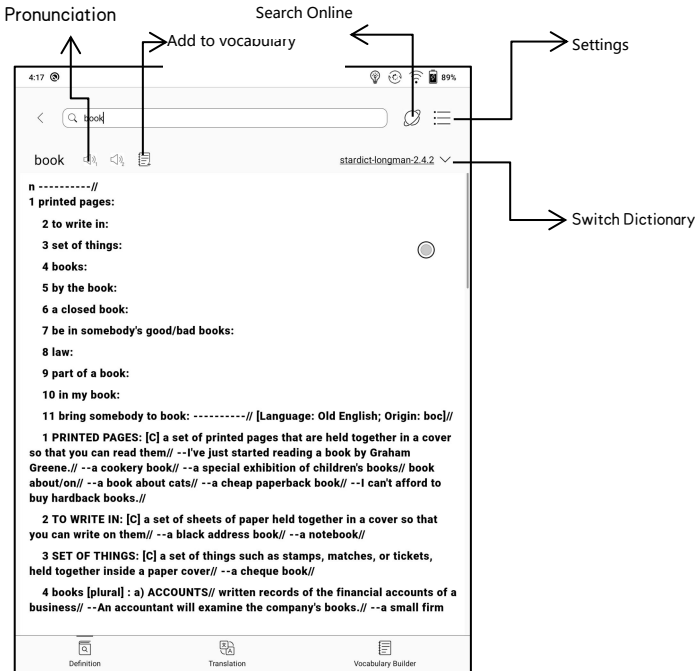 Pronunciation
Search Online
Add to vocabulary
Settings
4:17
89%
book
book
stardict-longman-2.4.2
Switch Dictionary
n ----------//
1 printed pages:
2 to write in:
3 set of things:
4 books:
5 by the book:
6 a closed book:
7 be in somebody's good/bad books:
8 law:
9 part of a book:
10 in my book:
11 bring somebody to book: ----------// [Language: Old English; Origin: boc]//
1 PRINTED PAGES: [C] a set of printed pages that are held together in a cover
so that you can read them// --I've just started reading a book by Graham
Greene.// --a cookery book// --a special exhibition of children's books// book
about/on// --a book about cats// --a cheap paperback book// --I can't afford to
buy hardback books.//
2 TO WRITE IN: [C] a set of sheets of paper held together in a cover so that
you can write on them// --a black address book// --a notebook//
3 SET OF THINGS: [C] a set of things such as stamps, matches, or tickets,
held together inside a paper cover// --a cheque book//
4 books [plural] : a) ACCOUNTS// written records of the financial accounts of a
business// --An accountant will examine the company's books.// --a small firm
Definition
Translation
Vocabulary Builder